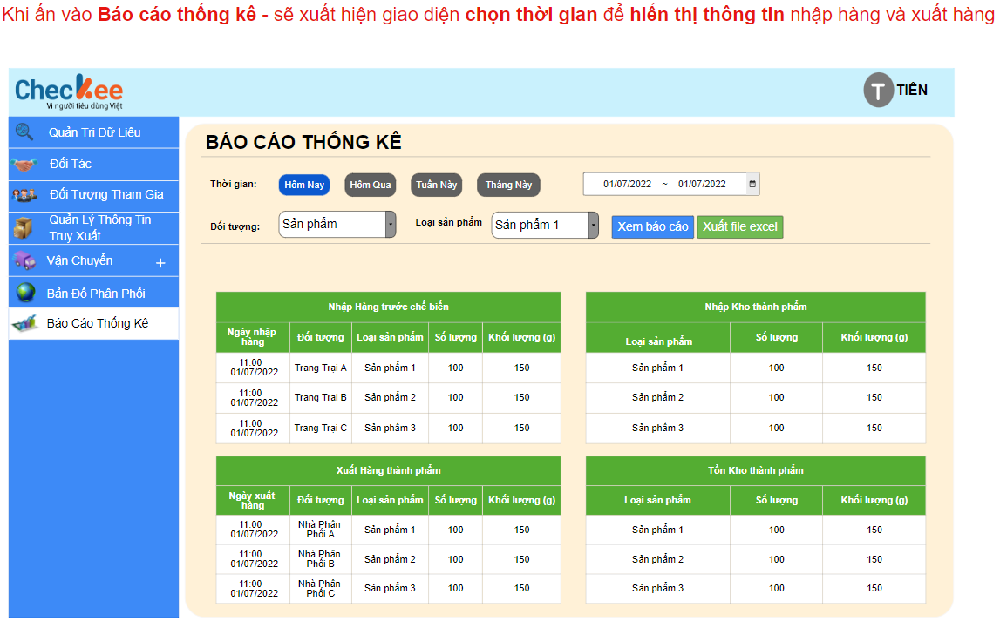 Khi ấn vào Báo cáo thống kê - sẽ xuất hiện giao diện chọn thời gian để hiển thị thông tin nhập hàng và xuất hàng
Checkee
Vì người tiêu dùng Việt
T TIÊN
Quản Trị Dữ Liệu
Đối Tác
Đối Tượng Tham Gia
Quản Lý Thông Tin
Truy Xuất
Vận Chuyển +
Bản Đồ Phân Phối
Báo Cáo Thống Kê
BÁO CÁO THỐNG KÊ
Thời gian: Hôm Nay Hôm Qua Tuần Này Tháng Này 01/07/2022 ~ 01/07/2022
Đối tượng: Sản phẩm Loại sản phẩm Sản phẩm 1 Xem báo cáo Xuất file excel
Nhập Hàng trước chế biến
Ngày nhập hàng Đối tượng Loại sản phẩm Số lượng Khối lượng (g)
11:00 01/07/2022 Trang Trại A Sản phẩm 1 100 150
11:00 01/07/2022 Trang Trại B Sản phẩm 2 100 150
11:00 01/07/2022 Trang Trại C Sản phẩm 3 100 150
Nhập Kho thành phẩm
Loại sản phẩm Số lượng Khối lượng (g)
Sản phẩm 1 100 150
Sản phẩm 2 100 150
Sản phẩm 3 100 150
Xuất Hàng thành phẩm
Ngày xuất hàng Đối tượng Loại sản phẩm Số lượng Khối lượng (g)
11:00 01/07/2022 Nhà Phân Phối A Sản phẩm 1 100 150
11:00 01/07/2022 Nhà Phân Phối B Sản phẩm 2 100 150
11:00 01/07/2022 Nhà Phân Phối C Sản phẩm 3 100 150
Tồn Kho thành phẩm
Loại sản phẩm Số lượng Khối lượng (g)
Sản phẩm 1 100 150
Sản phẩm 2 100 150
Sản phẩm 3 100 150